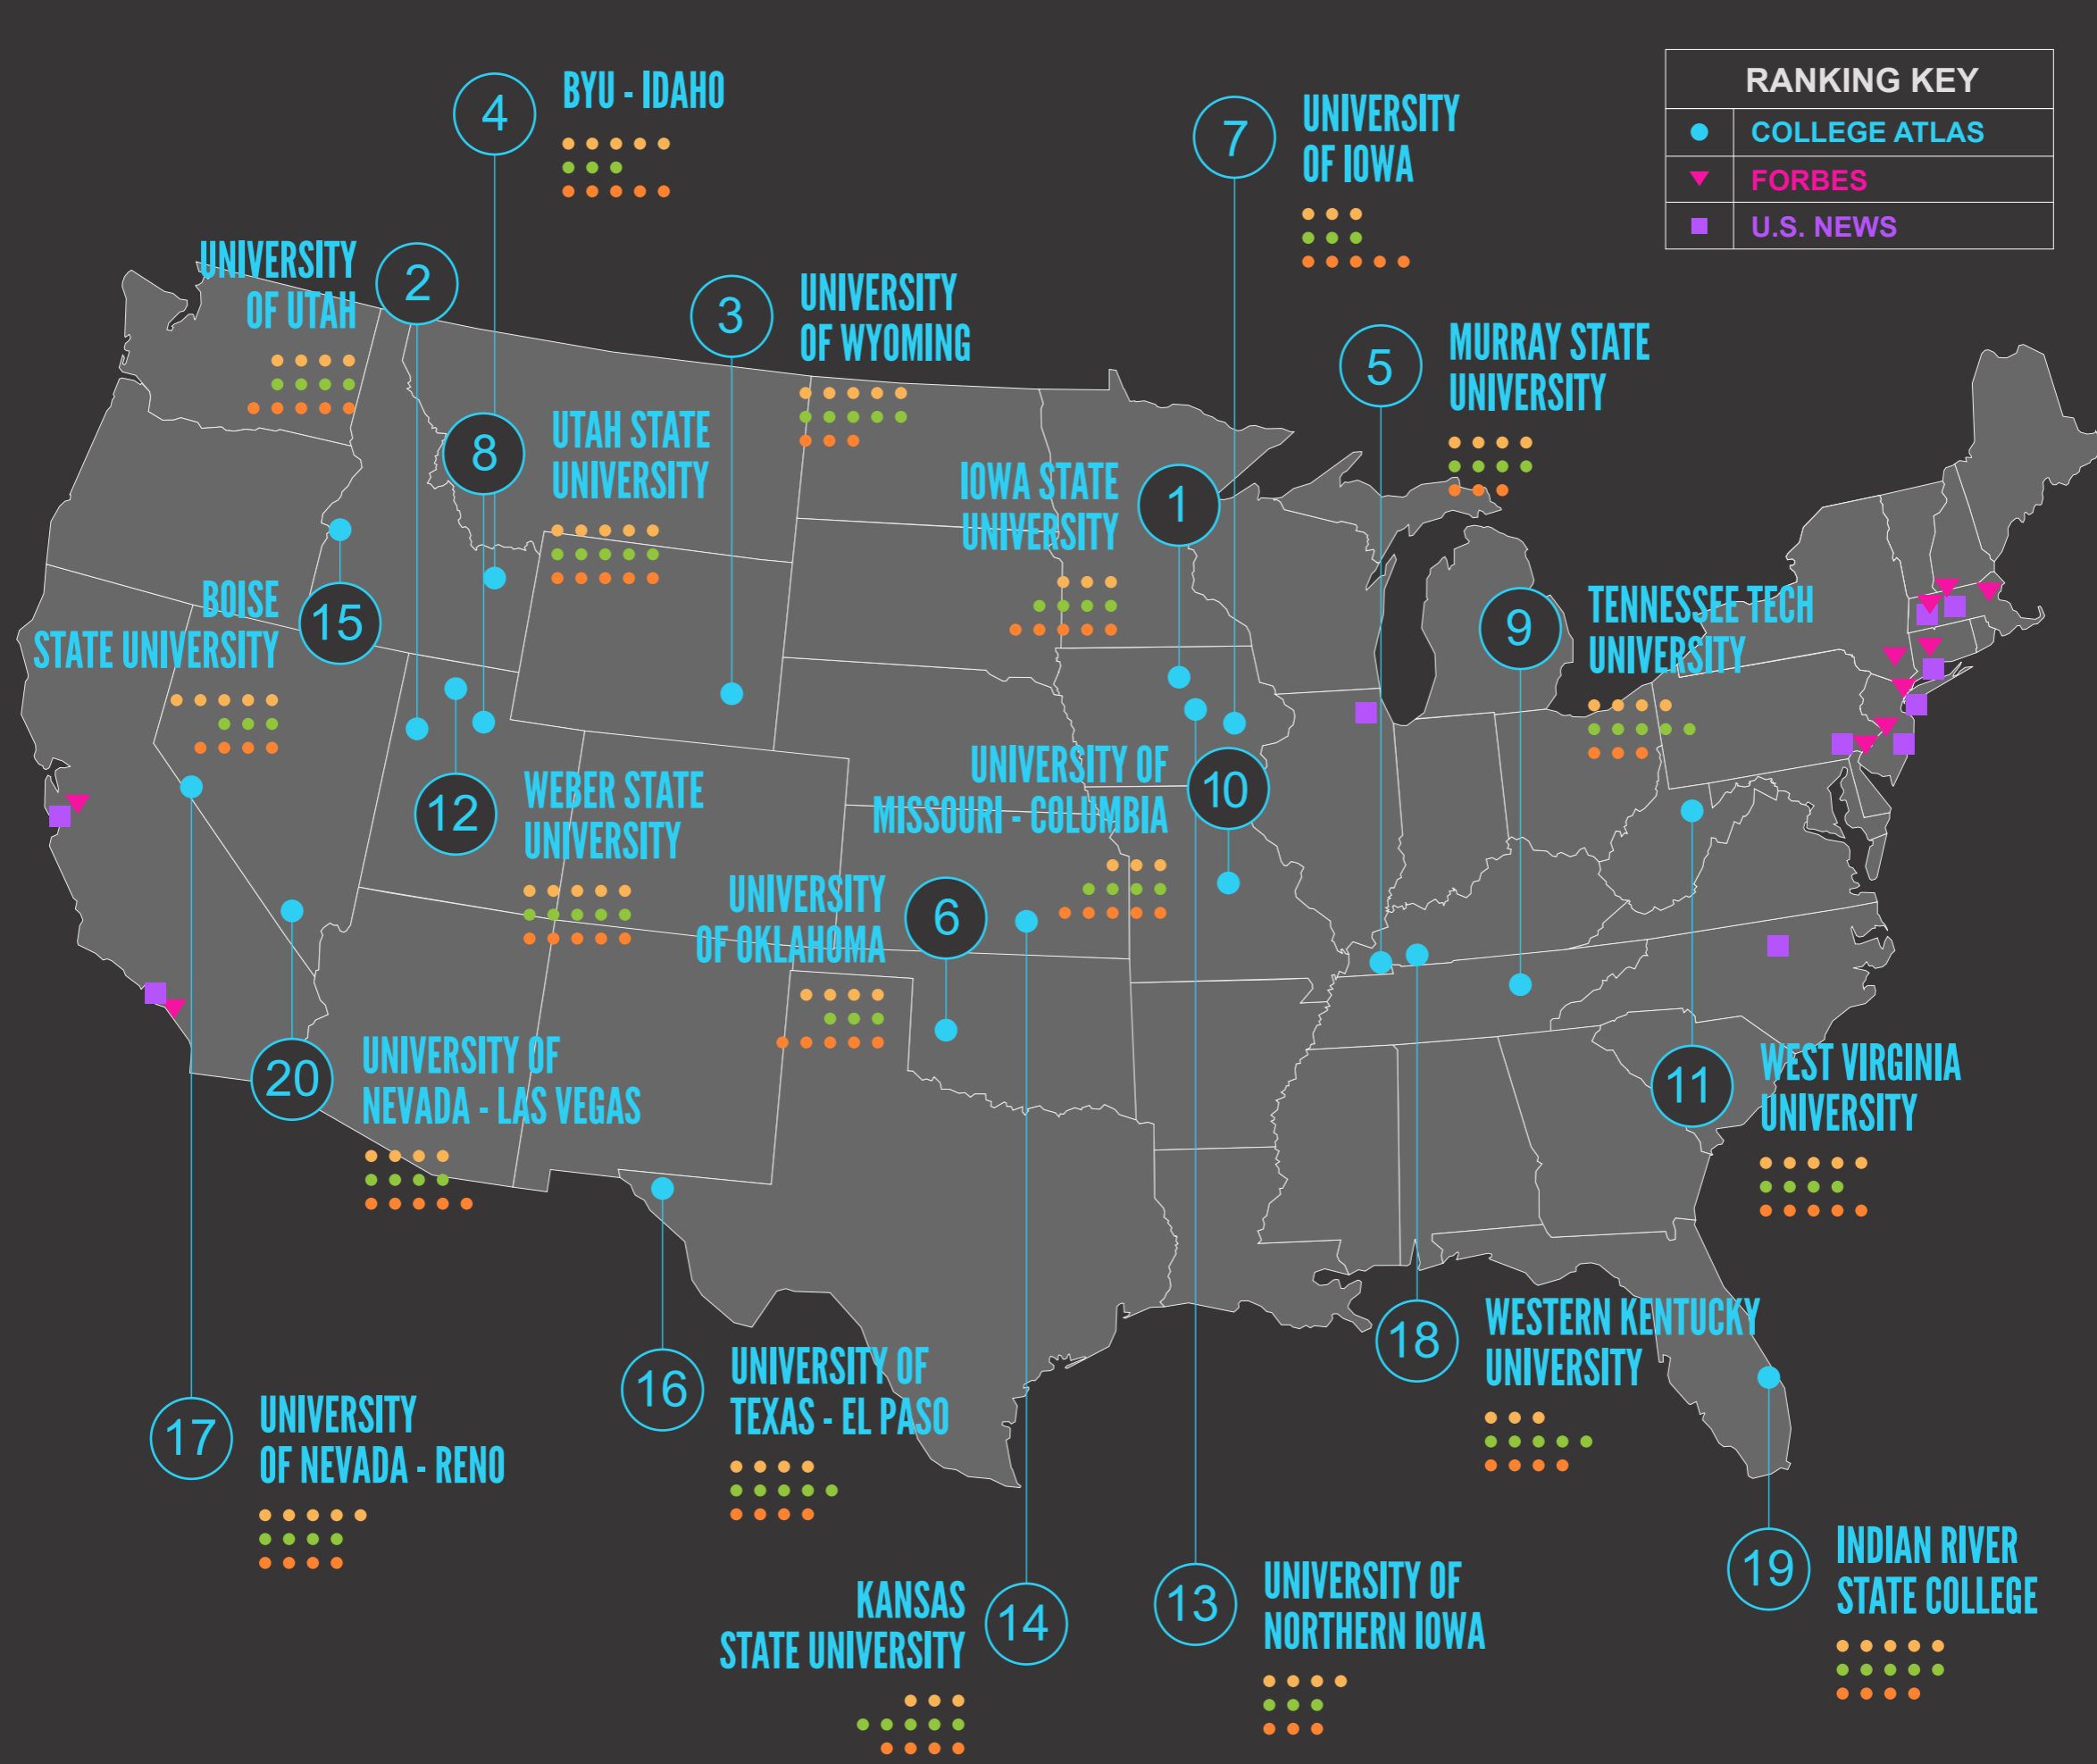 4
BYU - IDAHO
7
UNIVERSITY
OF IOWA
RANKING KEY
COLLEGE ATLAS
FORBES
U.S. NEWS
UNIVERSITY
OF UTAH
2
3
UNIVERSITY
OF WYOMING
5
MURRAY STATE
UNIVERSITY
8
UTAH STATE
UNIVERSITY
IOWA STATE
UNIVERSITY
1
BOISE
STATE UNIVERSITY
15
9
TENNESSEE TECH
UNIVERSITY
12
WEBER STATE
UNIVERSITY
UNIVERSITY OF
MISSOURI - COLUMBIA
10
UNIVERSITY
OF OKLAHOMA
6
20
UNIVERSITY OF
NEVADA - LAS VEGAS
11
WEST VIRGINIA
UNIVERSITY
17
UNIVERSITY
OF NEVADA - RENO
16
UNIVERSITY OF
TEXAS - EL PASO
18
WESTERN KENTUCKY
UNIVERSITY
KANSAS
STATE UNIVERSITY
14
13
UNIVERSITY OF
NORTHERN IOWA
19
INDIAN RIVER
STATE COLLEGE